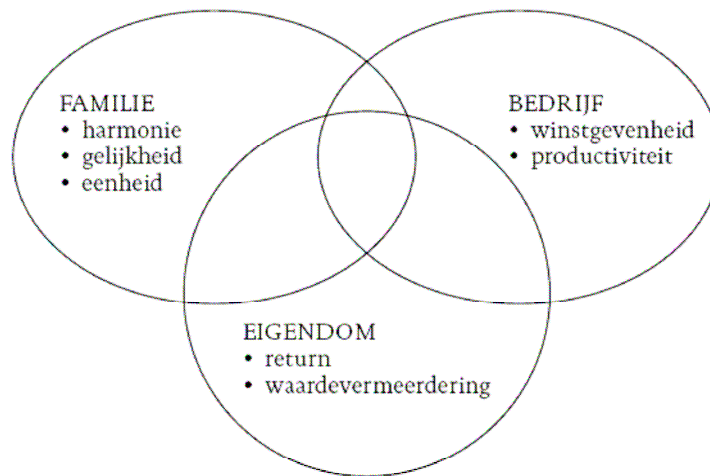 FAMILIE
• harmonie
• gelijkheid
• eenheid
BEDRIJF
• winstgevenheid
• productiviteit
EIGENDOM
• return
• waardevermeerdering